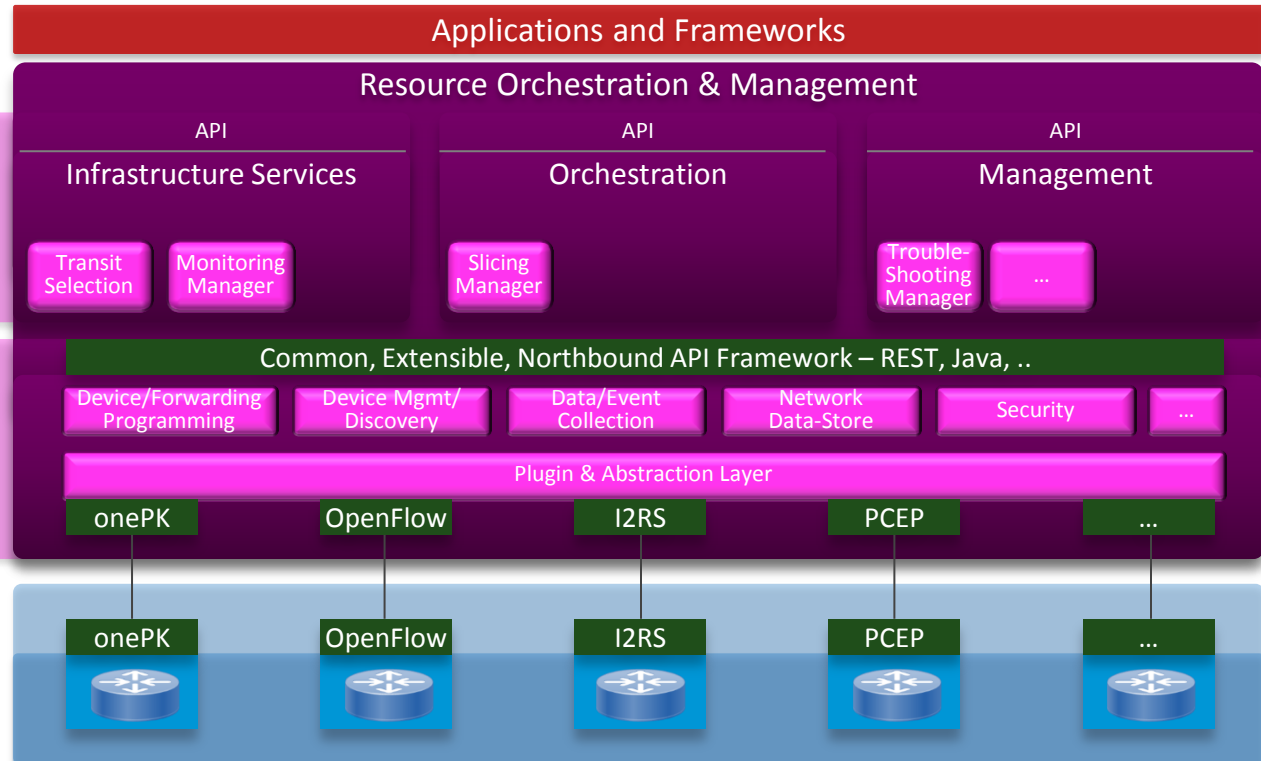 Applications and Frameworks
Resource Orchestration & Management
API
API
API
Infrastructure Services
Orchestration
Management
Transit
Selection
Monitoring
Manager
Slicing
Manager
Trouble-
Shooting
Manager
...
Common, Extensible, Northbound API Framework – REST, Java, ..
Device/Forwarding
Programming
Device Mgmt/
Discovery
Data/Event
Collection
Network
Data-Store
Security
...
Plugin & Abstraction Layer
onePK
OpenFlow
I2RS
PCEP
...
onePK
OpenFlow
I2RS
PCEP
...